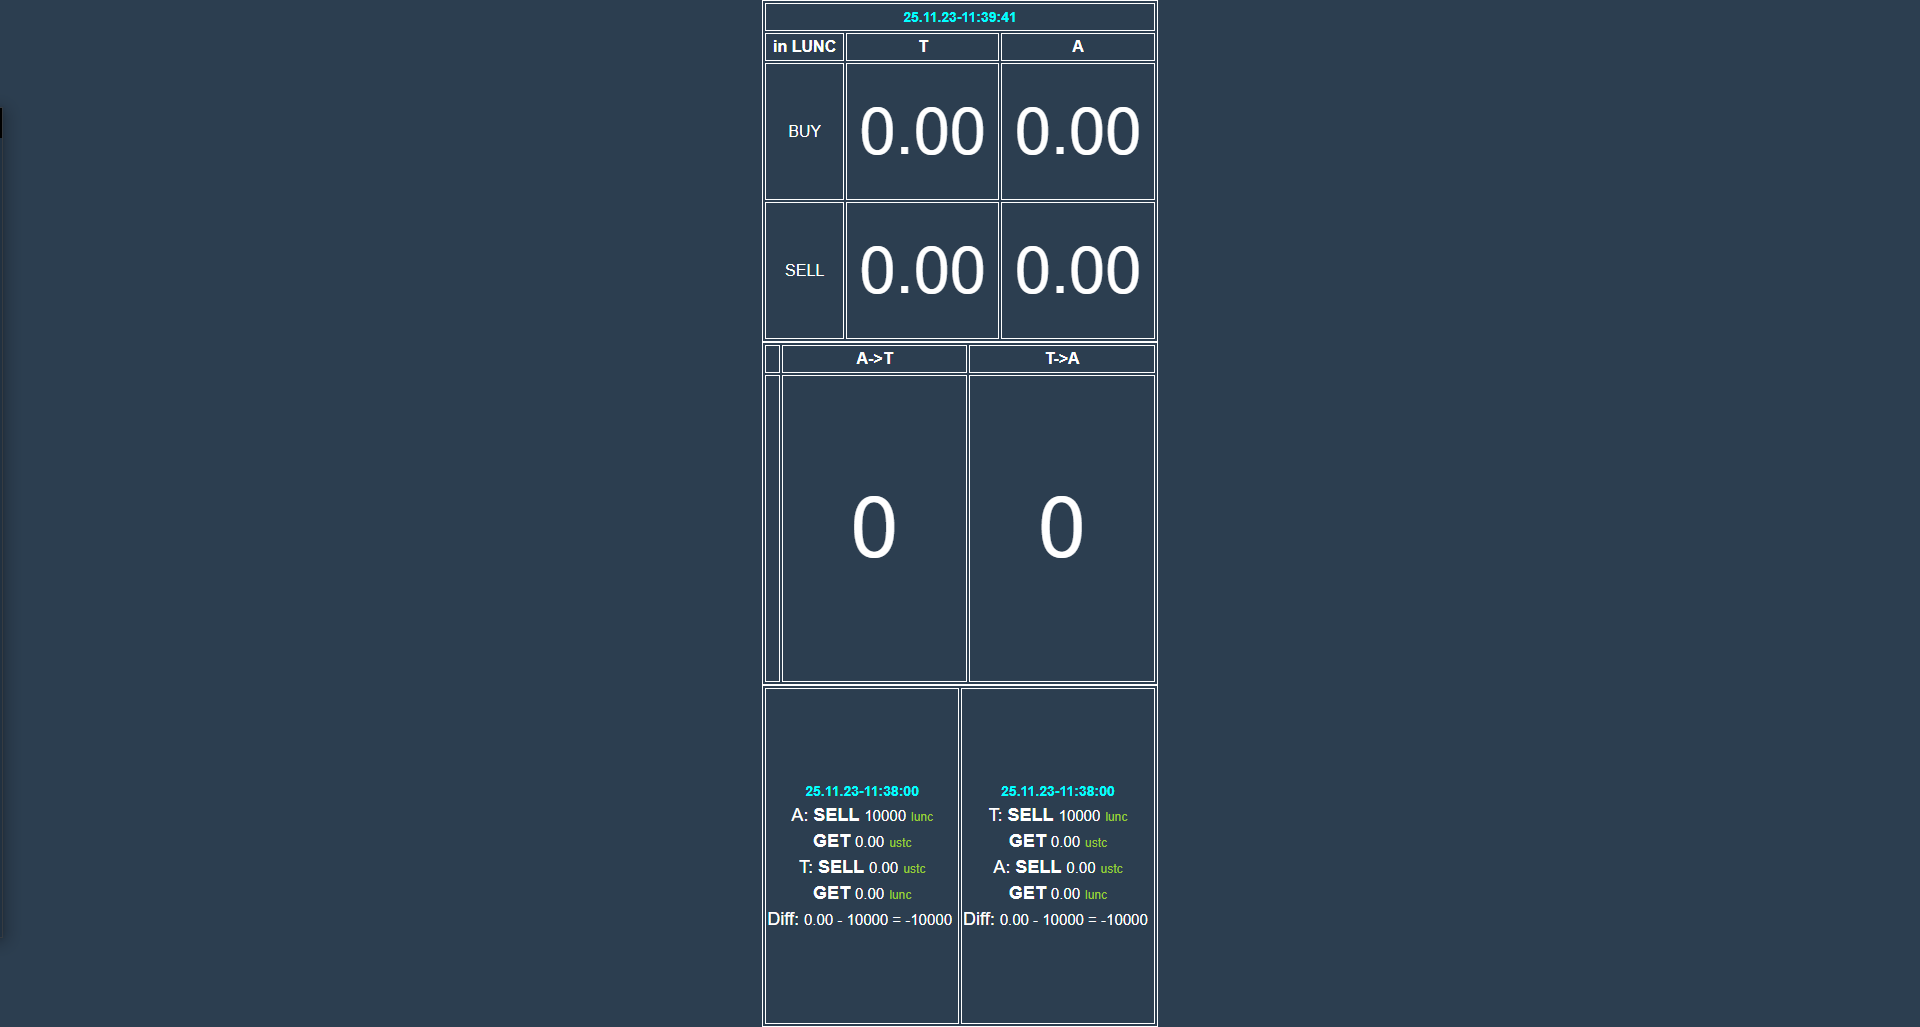 25.11.23-11:39:41
in LUNC T A
BUY 0.00 0.00
SELL 0.00 0.00
A->T T->A
0 0
25.11.23-11:38:00
A: SELL 10000 lunc
GET 0.00 ustc
T: SELL 0.00 ustc
GET 0.00 lunc
Diff: 0.00 - 10000 = -10000
25.11.23-11:38:00
T: SELL 10000 lunc
GET 0.00 ustc
A: SELL 0.00 ustc
GET 0.00 lunc
Diff: 0.00 - 10000 = -10000